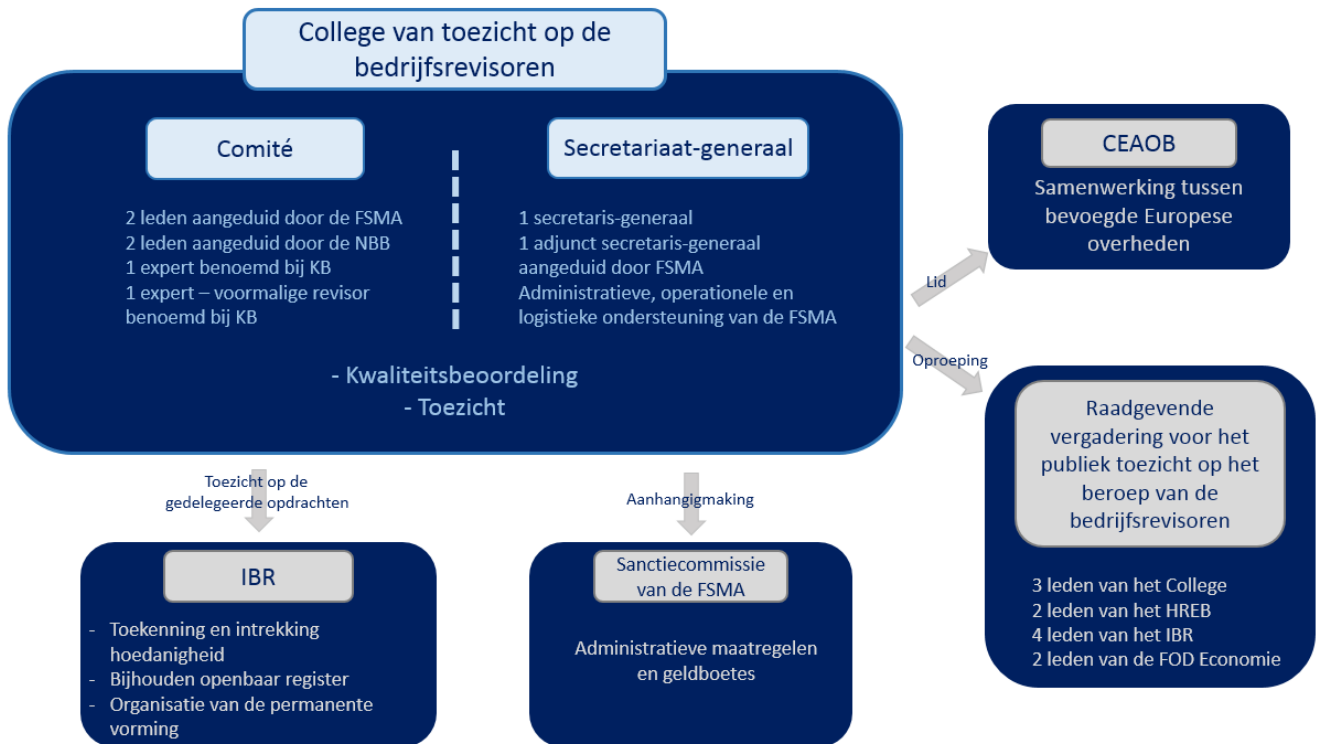 College van toezicht op de
bedrijfsrevisoren
Comité
2 leden aangeduid door de FSMA
2 leden aangeduid door de NBB
1 expert benoemd bij KB
1 expert – voormalige revisor
benoemd bij KB
Secretariaat-generaal
1 secretaris-generaal
1 adjunct secretaris-generaal
aangeduid door FSMA
Administratieve, operationele en
logistieke ondersteuning van de FSMA
- Kwaliteitsbeoordeling
- Toezicht
Lid
CEAOB
Samenwerking tussen
bevoegde Europese
overheden
Oproeping
Raadgevende
vergadering voor het
publiek toezicht op het
beroep van de
bedrijfsrevisoren
3 leden van het College
2 leden van het HREB
4 leden van het IBR
2 leden van de FOD Economie
Toezicht op de
gedelegeerde opdrachten
IBR
- Toekenning en intrekking
hoedanigheid
- Bijhouden openbaar register
- Organisatie van de permanente
vorming
Aanhangigmaking
Sanctiecommissie
van de FSMA
Administratieve maatregelen
en geldboetes